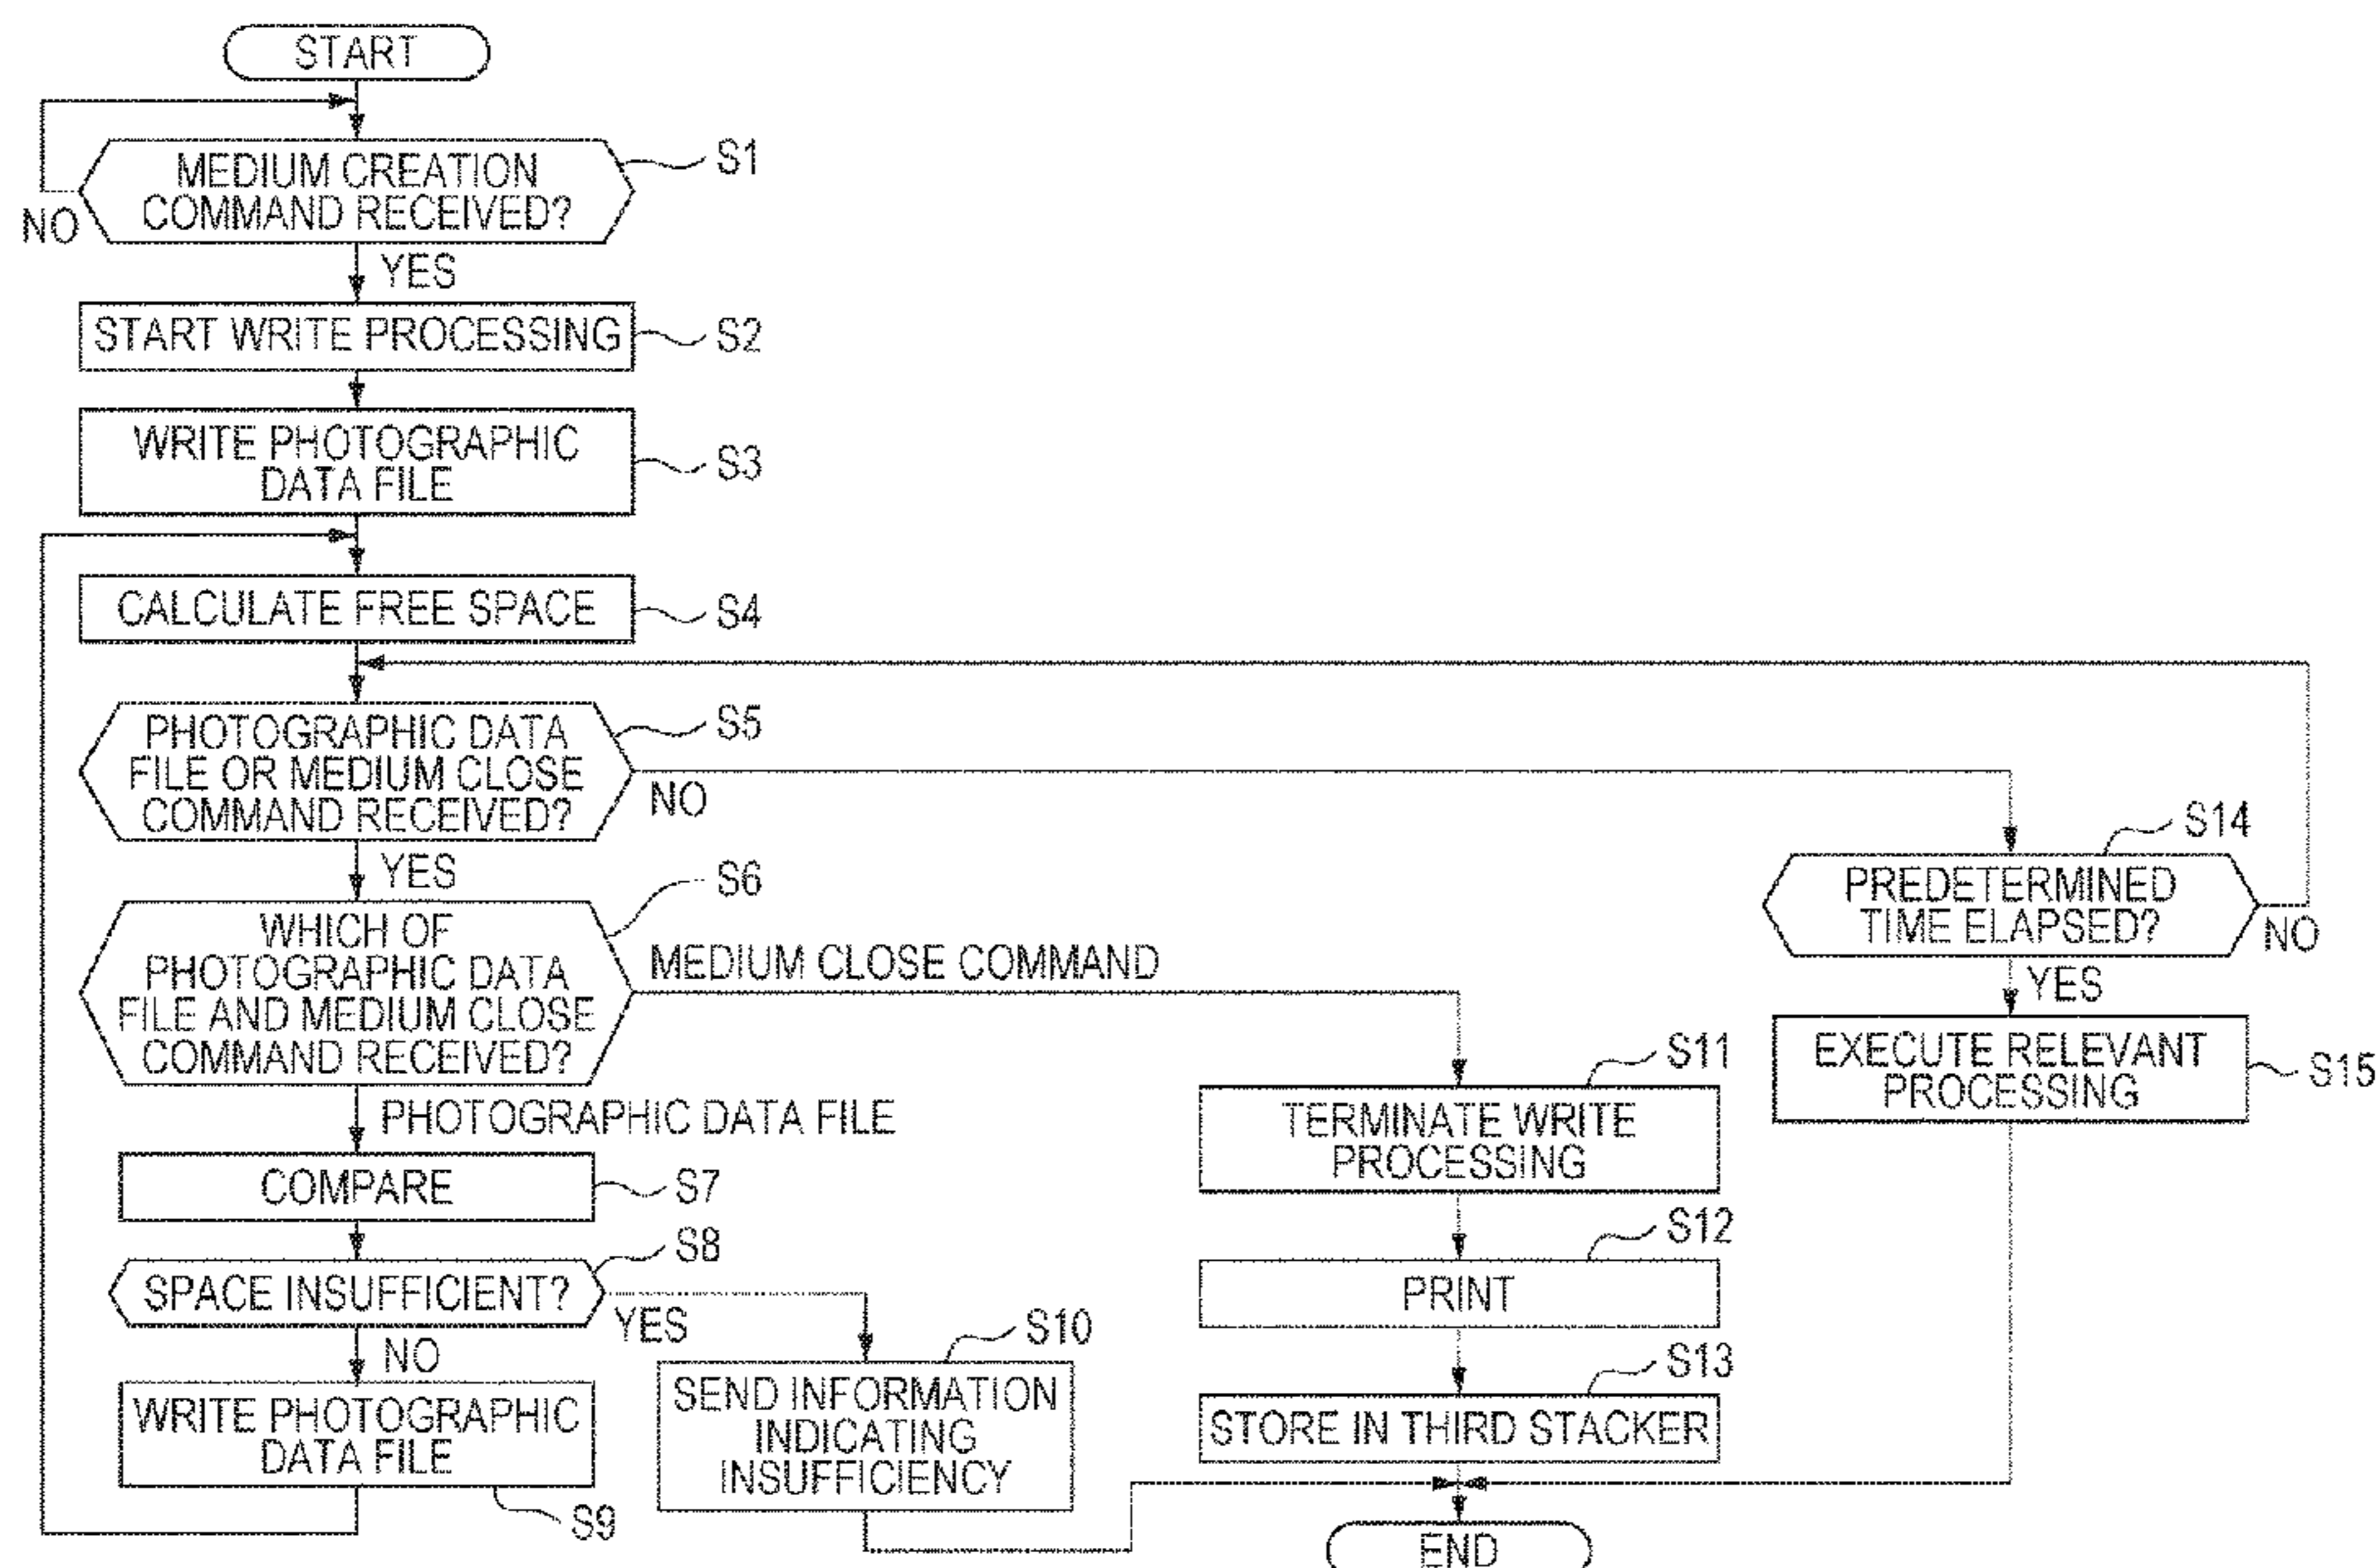 START
MEDIUM CREATION
COMMAND RECEIVED?
S1
NO
YES
START WRITE PROCESSING
S2
WRITE PHOTOGRAPHIC
DATA FILE
S3
CALCULATE FREE SPACE
S4
PHOTOGRAPHIC DATA
FILE OR MEDIUM CLOSE
COMMAND RECEIVED?
S5
NO
YES
WHICH OF
PHOTOGRAPHIC DATA
FILE AND MEDIUM CLOSE
COMMAND RECEIVED?
S6
MEDIUM CLOSE COMMAND
PHOTOGRAPHIC DATA FILE
COMPARE
S7
SPACE INSUFFICIENT?
S8
YES
NO
WRITE PHOTOGRAPHIC
DATA FILE
S9
SEND INFORMATION
INDICATING
INSUFFICIENCY
S10
TERMINATE WRITE
PROCESSING
S11
PRINT
S12
STORE IN THIRD STACKER
S13
PREDETERMINED
TIME ELAPSED?
S14
NO
YES
EXECUTE RELEVANT
PROCESSING
S15
END